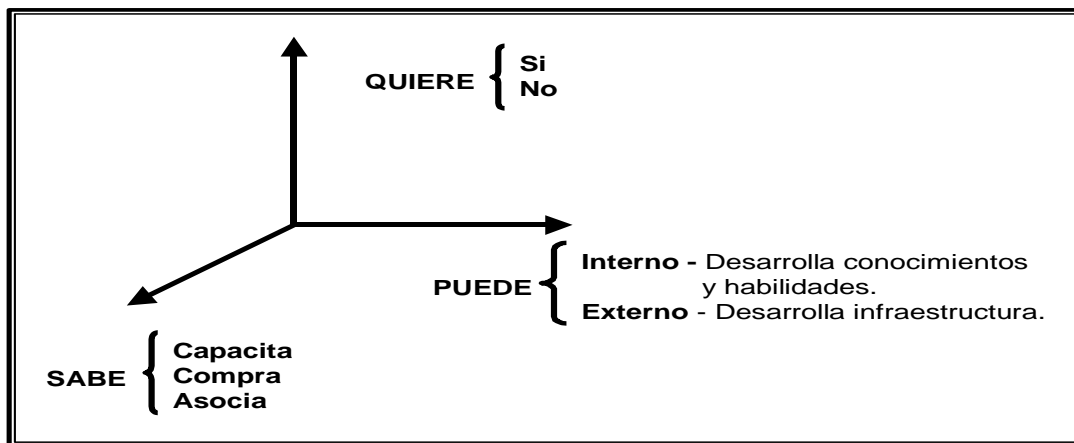 QUIERE { Si
No
PUEDE { Interno - Desarrolla conocimientos
y habilidades.
Externo - Desarrolla infraestructura.
SABE { Capacita
Compra
Asocia